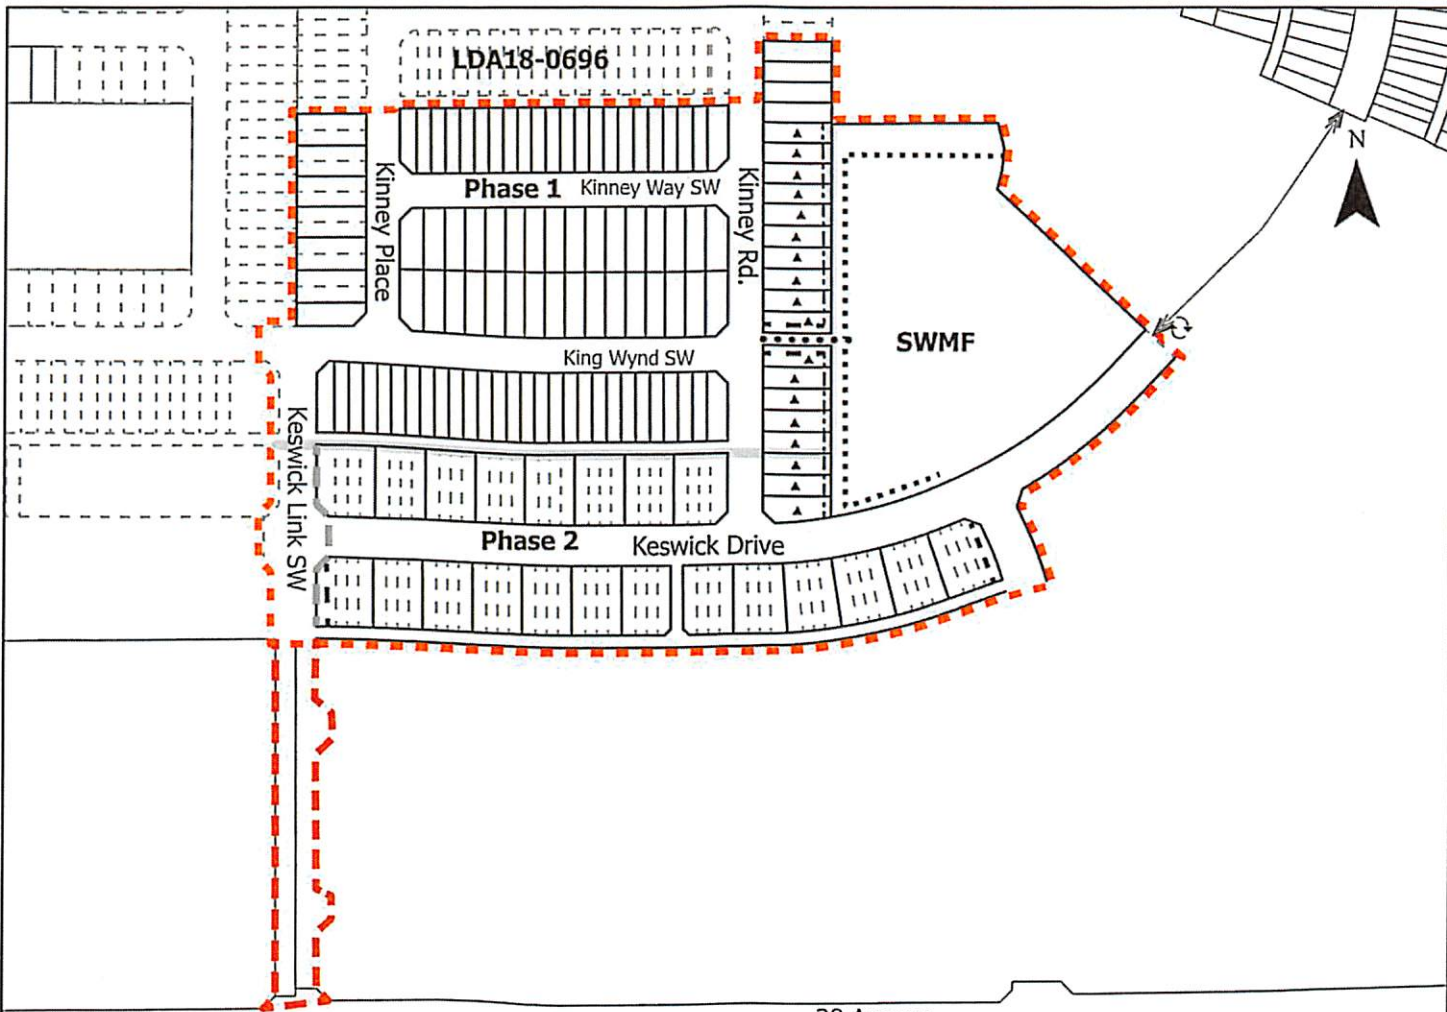 LDA18-0696
N
Kinney Place
Phase 1
Kinney Way SW
Kinney Rd.
King Wynd SW
SWMF
Keswick Link SW
Phase 2
Keswick Drive